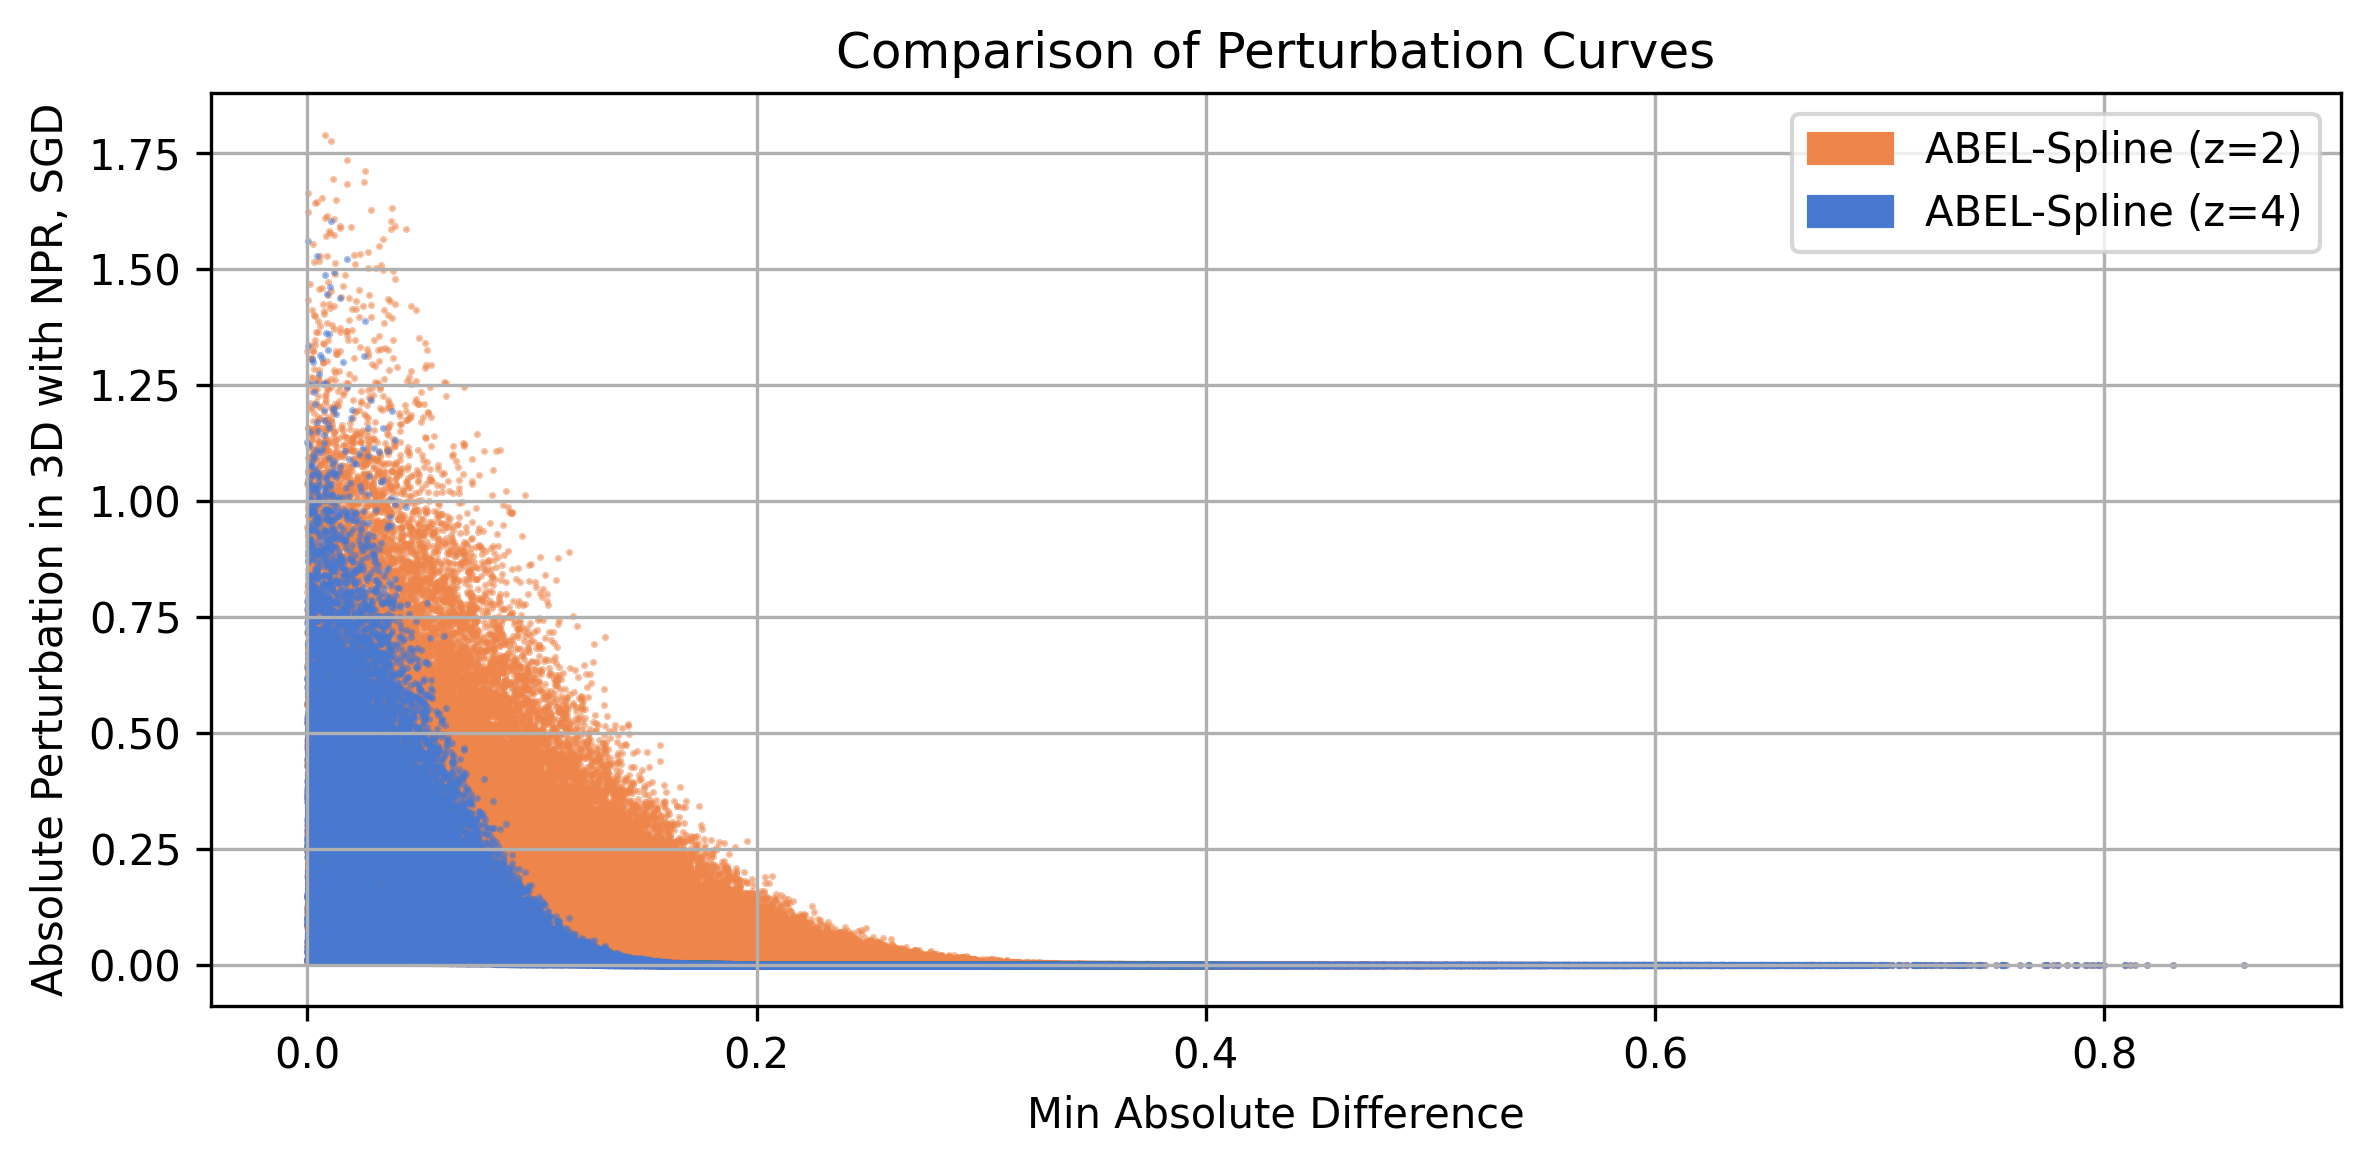 Comparison of Perturbation Curves
Absolute Perturbation in 3D with NPR, SGD
1.75
1.50
1.25
1.00
0.75
0.50
0.25
0.00
ABEL-Spline (z=2)
ABEL-Spline (z=4)
0.0 0.2 0.4 0.6 0.8
Min Absolute Difference